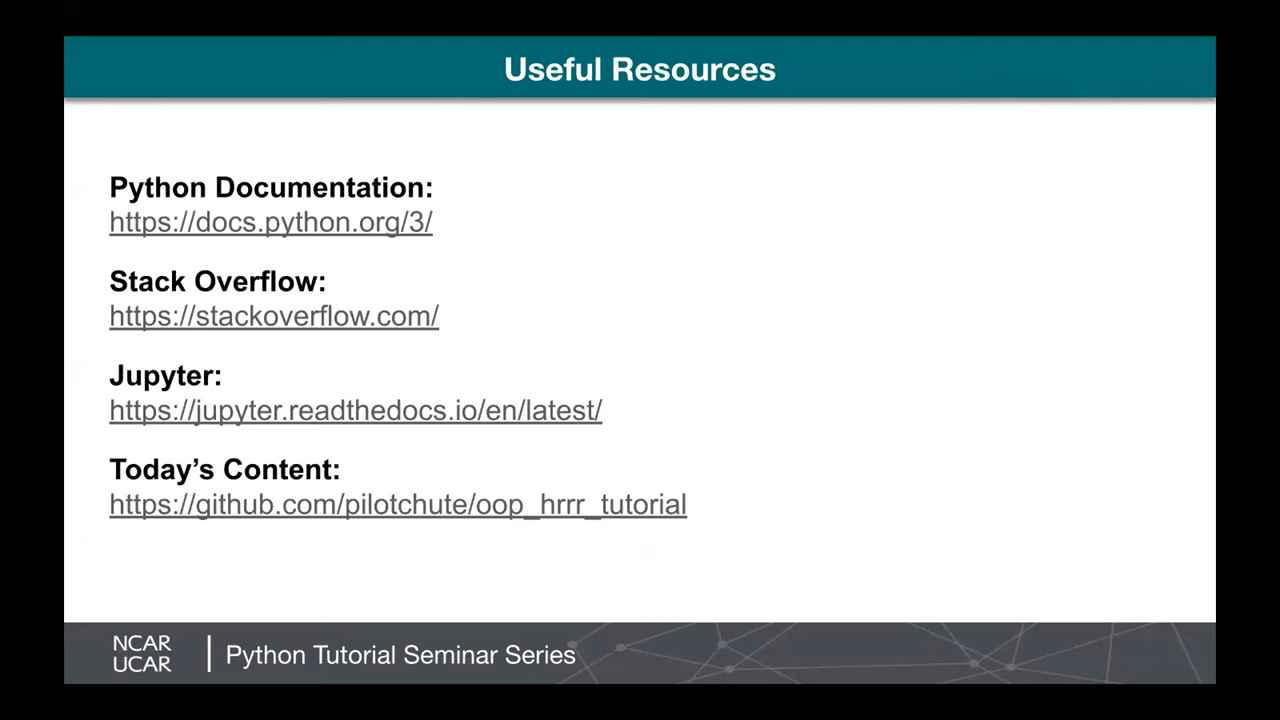 Useful Resources
Python Documentation:
https://docs.python.org/3/
Stack Overflow:
https://stackoverflow.com/
Jupyter:
https://jupyter.readthedocs.io/en/latest/
Today’s Content:
https://github.com/pilotchute/oop_hrrr_tutorial
NCAR
UCAR
Python Tutorial Seminar Series